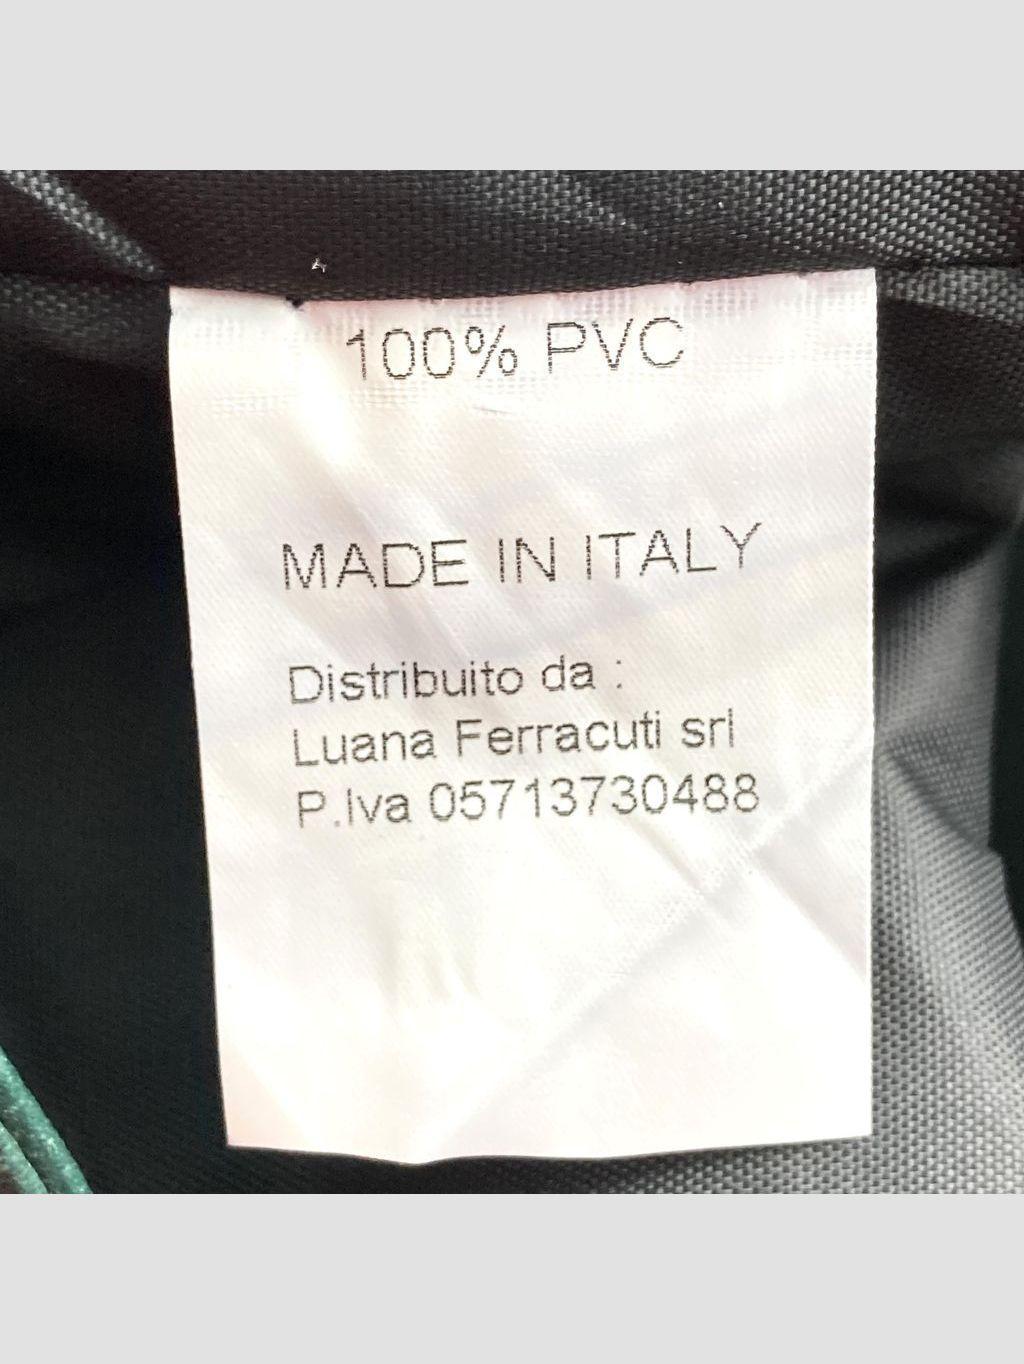 100% PVC
MADE IN ITALY
Distribuito da :
Luana Ferracuti srl
P.Iva 05713730488